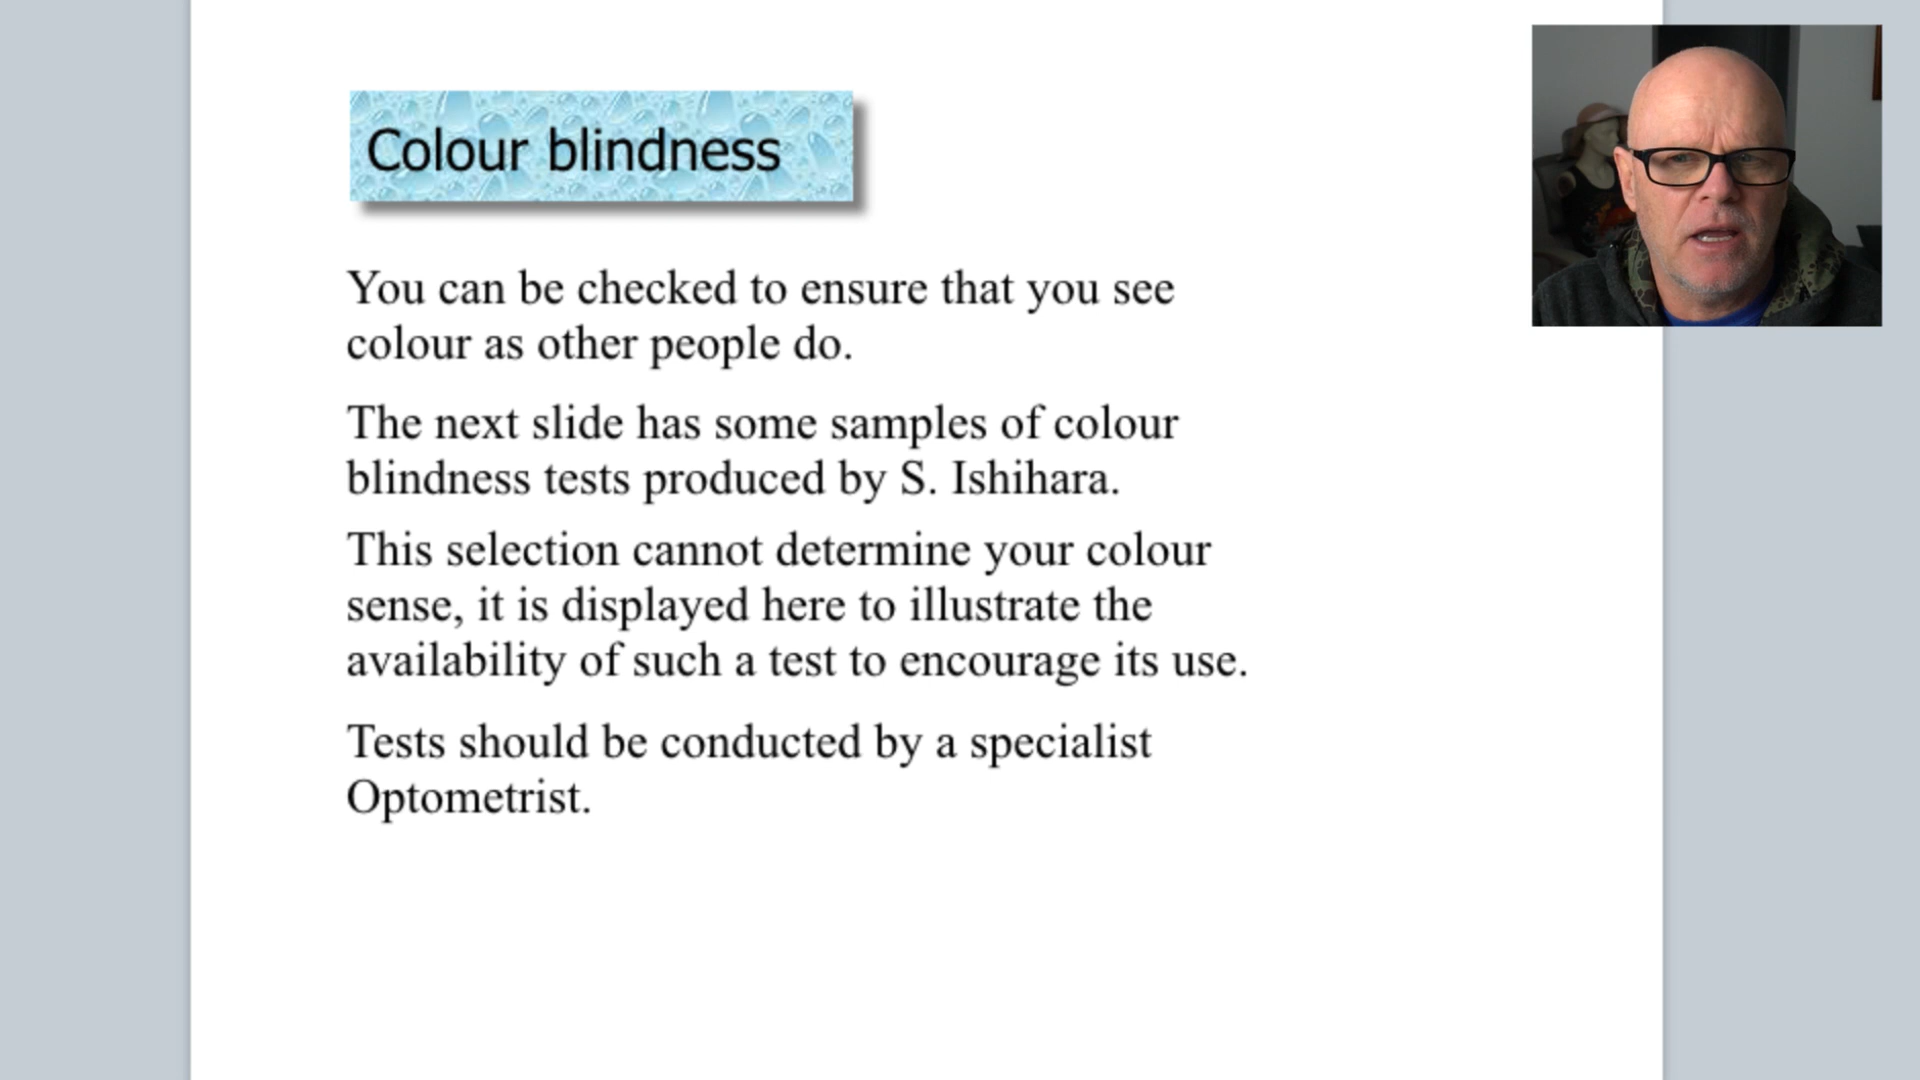 Colour blindness
You can be checked to ensure that you see
colour as other people do.
The next slide has some samples of colour
blindness tests produced by S. Ishihara.
This selection cannot determine your colour
sense, it is displayed here to illustrate the
availability of such a test to encourage its use.
Tests should be conducted by a specialist
Optometrist.